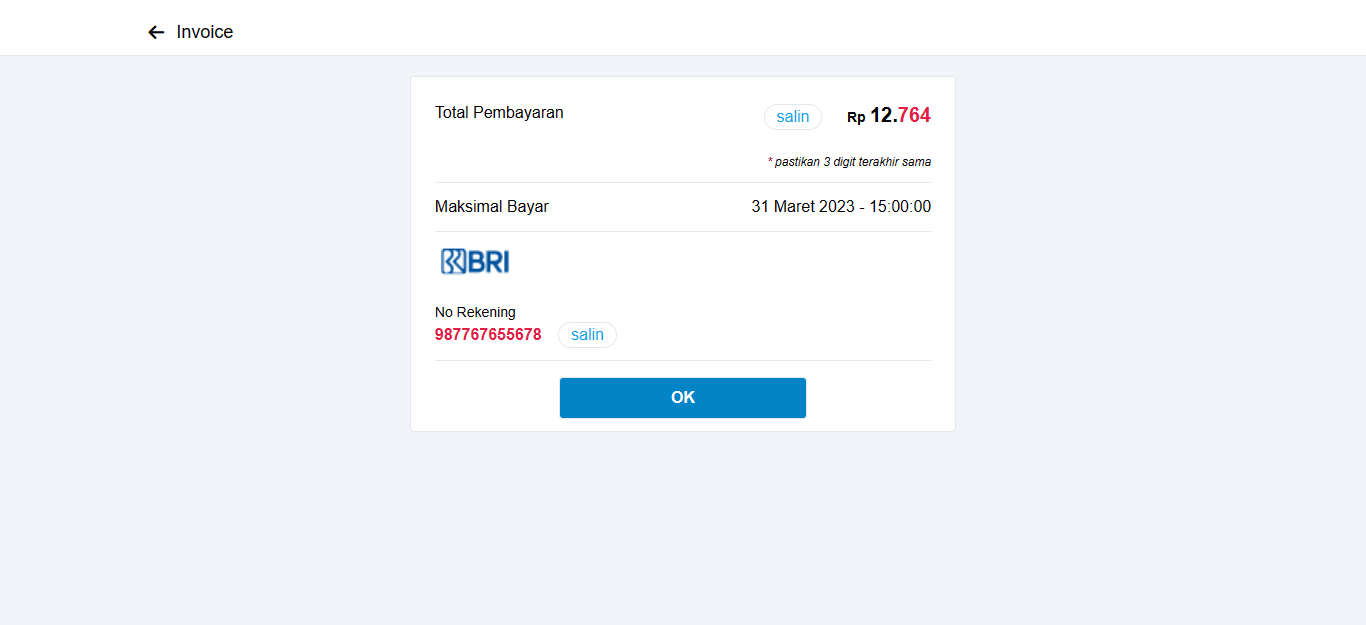 Invoice
Total Pembayaran salin Rp 12.764
* pastikan 3 digit terakhir sama
Maksimal Bayar 31 Maret 2023 - 15:00:00
BRI
No Rekening
987767655678 salin
OK